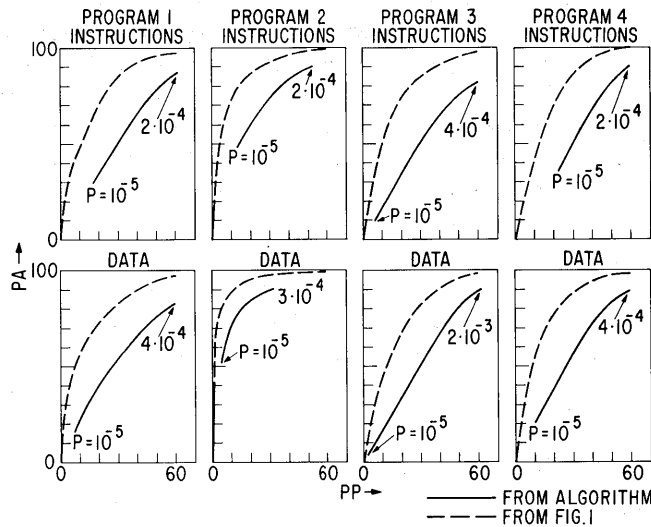 PROGRAM 1 INSTRUCTIONS
PROGRAM 2 INSTRUCTIONS
PROGRAM 3 INSTRUCTIONS
PROGRAM 4 INSTRUCTIONS
100
0
2·10⁻⁴
P=10⁻⁵
2·10⁻⁴
P=10⁻⁵
4·10⁻⁴
P=10⁻⁵
2·10⁻⁴
P=10⁻⁵
PA→
DATA
DATA
DATA
DATA
100
0
4·10⁻⁴
P=10⁻⁵
3·10⁻⁴
P=10⁻⁵
2·10⁻³
P=10⁻⁵
4·10⁻⁴
P=10⁻⁵
0 60
0 60
0 60
0 60
PP→
FROM ALGORITHM
FROM FIG.1